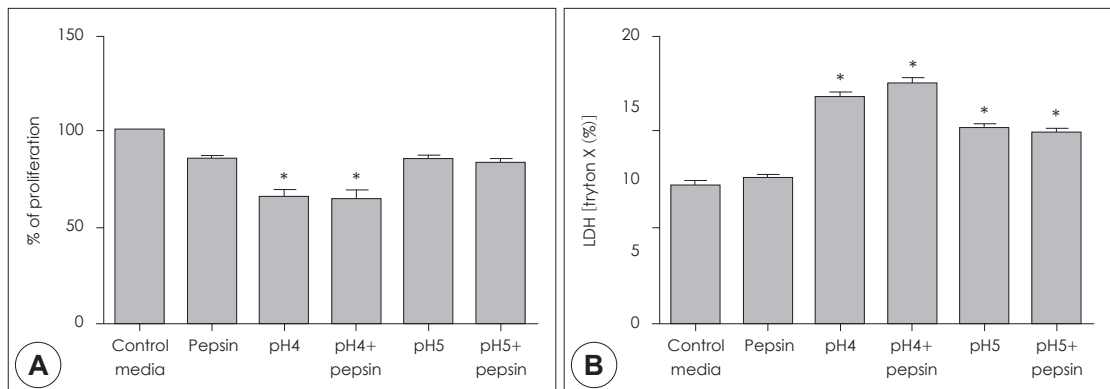 150
100
50
0
% of proliferation
* *
Control media
Pepsin
pH4
pH4+ pepsin
pH5
pH5+ pepsin
A
20
15
10
5
0
LDH [tryton X (%)]
* * * *
Control media
Pepsin
pH4
pH4+ pepsin
pH5
pH5+ pepsin
B